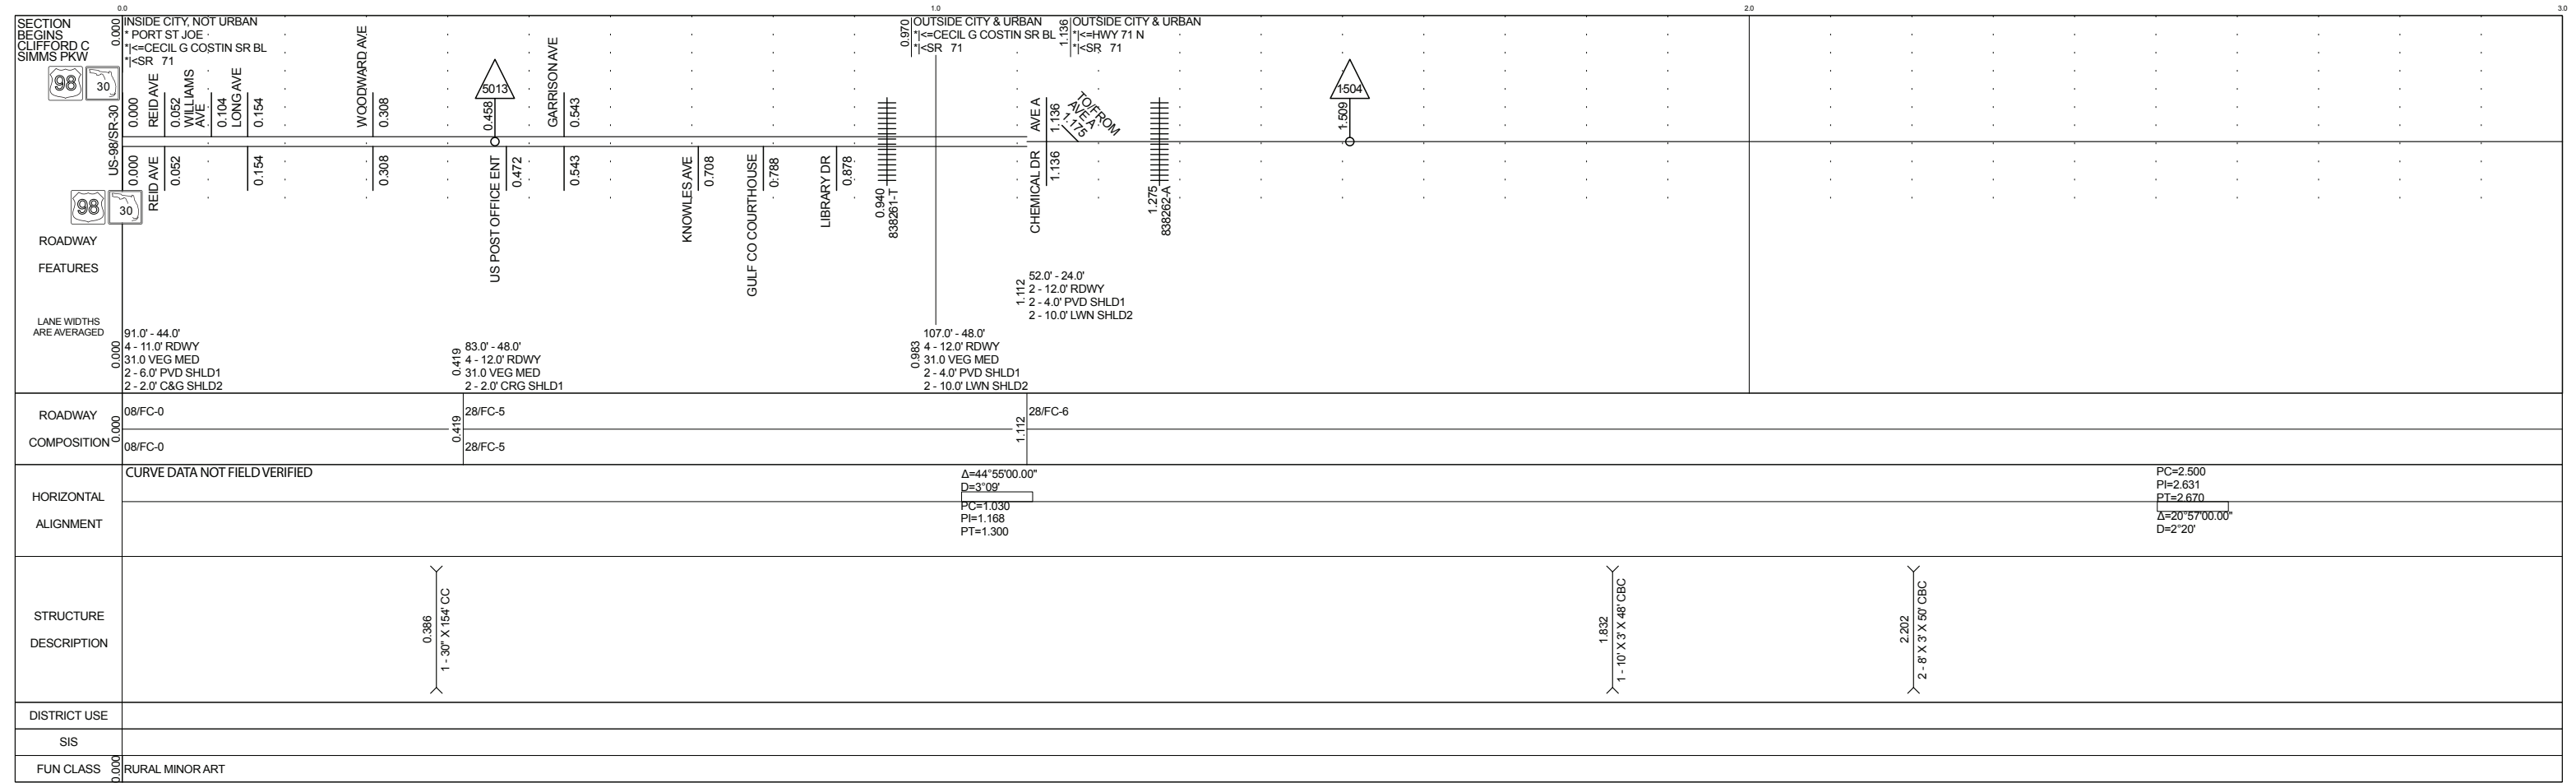 0.0
1.0
2.0
3.0
SECTION
BEGINS
CLIFFORD C
SIMMS PKW
0.000
INSIDE CITY, NOT URBAN
* PORT ST JOE
*|<=CECIL G COSTIN SR BL
*|<SR 71
0.970
OUTSIDE CITY & URBAN
*|<=CECIL G COSTIN SR BL
*|<SR 71
1.136
OUTSIDE CITY & URBAN
*|<=HWY 71 N
*|<SR 71
98
30
US-98/SR-30
0.000
REID AVE
0.052
WILLIAMS
AVE
0.104
LONG AVE
0.154
WOODWARD AVE
0.308
5013
0.458
GARRISON AVE
0.543
AVE A
1.136
TO/FROM
AVE A
1.175
1504
1.509
98
30
0.000
REID AVE
0.052
0.154
0.308
US POST OFFICE ENT
0.472
0.543
KNOWLES AVE
0.708
GULF CO COURTHOUSE
0.788
LIBRARY DR
0.878
0.940
838261-T
CHEMICAL DR
1.136
1.275
838262-A
ROADWAY
FEATURES
LANE WIDTHS
ARE AVERAGED
0.000
91.0' - 44.0'
4 - 11.0' RDWY
31.0 VEG MED
2 - 6.0' PVD SHLD1
2 - 2.0' C&G SHLD2
0.419
83.0' - 48.0'
4 - 12.0' RDWY
31.0 VEG MED
2 - 2.0' CRG SHLD1
0.983
107.0' - 48.0'
4 - 12.0' RDWY
31.0 VEG MED
2 - 4.0' PVD SHLD1
2 - 10.0' LWN SHLD2
1.112
52.0' - 24.0'
2 - 12.0' RDWY
2 - 4.0' PVD SHLD1
2 - 10.0' LWN SHLD2
ROADWAY
COMPOSITION
0.000
08/FC-0
08/FC-0
0.419
28/FC-5
28/FC-5
1.112
28/FC-6
HORIZONTAL
ALIGNMENT
CURVE DATA NOT FIELD VERIFIED
Δ=44°55'00.00"
D=3°09'
PC=1.030
PI=1.168
PT=1.300
PC=2.500
PI=2.631
PT=2.670
Δ=20°57'00.00"
D=2°20'
STRUCTURE
DESCRIPTION
0.386
1 - 30" X 154' CC
1.832
1 - 10' X 3' X 48' CBC
2.202
2 - 8' X 3' X 50' CBC
DISTRICT USE
SIS
FUN CLASS
0.000
RURAL MINOR ART